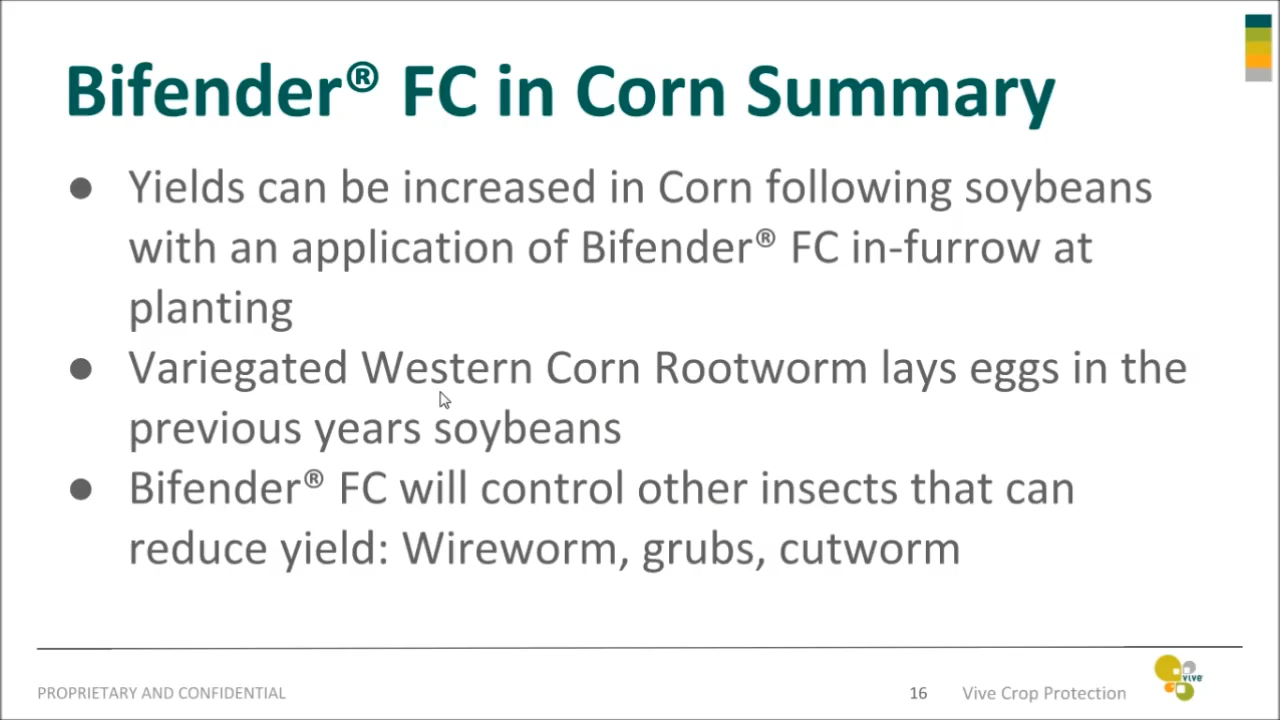 Bifender® FC in Corn Summary
● Yields can be increased in Corn following soybeans
with an application of Bifender® FC in-furrow at
planting
● Variegated Western Corn Rootworm lays eggs in the
previous years soybeans
● Bifender® FC will control other insects that can
reduce yield: Wireworm, grubs, cutworm
PROPRIETARY AND CONFIDENTIAL
16
Vive Crop Protection
vive